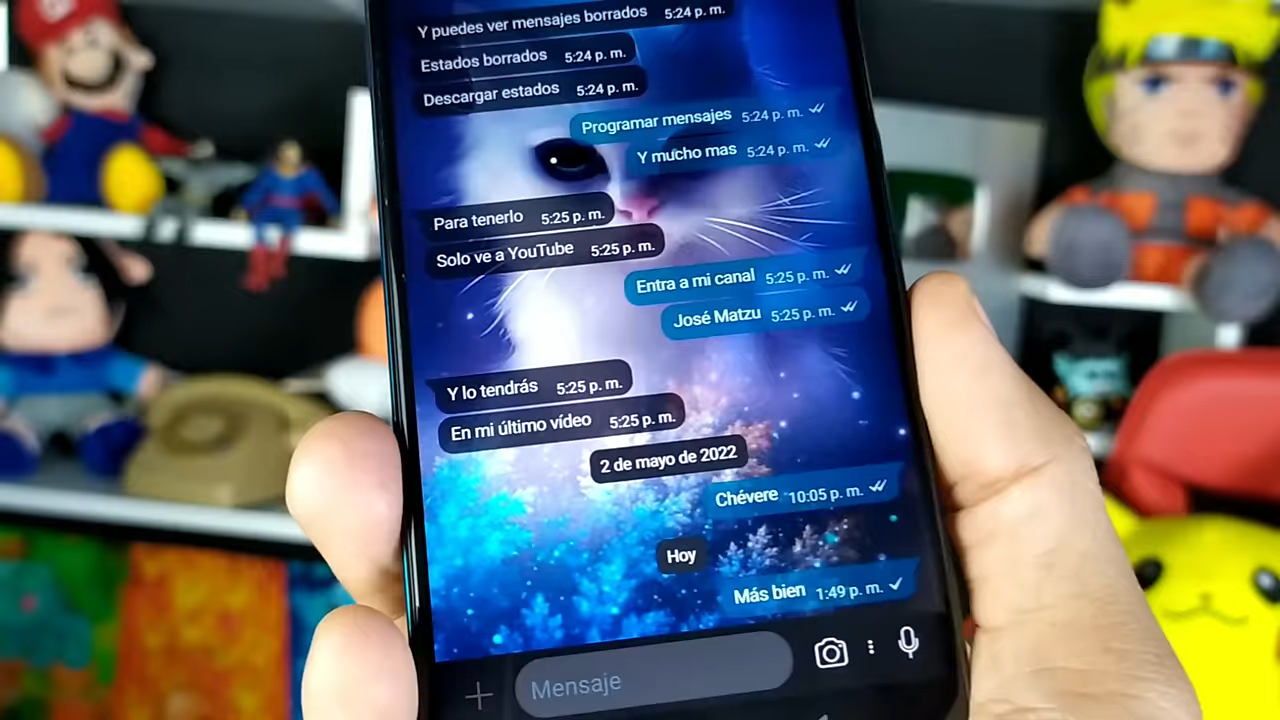 Y puedes ver mensajes borrados 5:24 p. m.
Estados borrados 5:24 p. m.
Descargar estados 5:24 p. m.
Programar mensajes 5:24 p. m.
Y mucho mas 5:24 p. m.
Para tenerlo 5:25 p. m.
Solo ve a YouTube 5:25 p. m.
Entra a mi canal 5:25 p. m.
José Matzu 5:25 p. m.
Y lo tendrás 5:25 p. m.
En mi último vídeo 5:25 p. m.
2 de mayo de 2022
Chévere 10:05 p. m.
Hoy
Más bien 1:49 p. m.
Mensaje